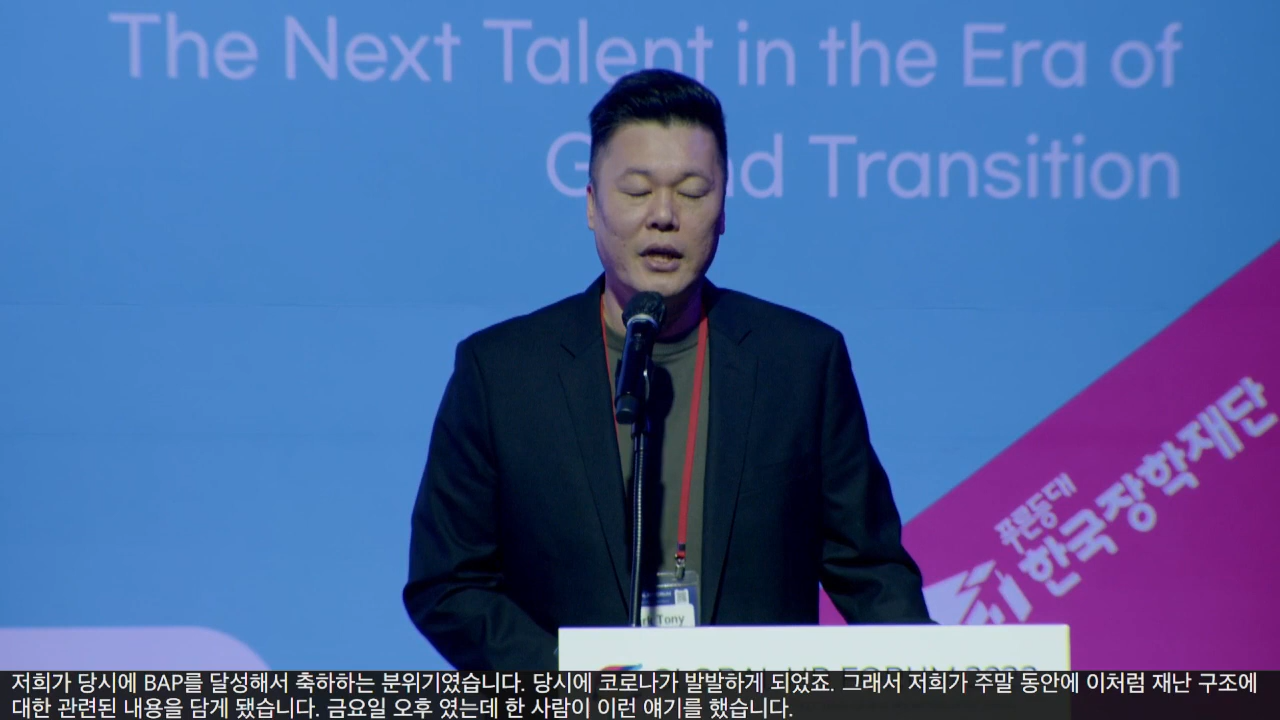 The Next Talent in the Era of
Transition
푸른등대
한국장학재단
Tony
저희가 당시에 BAP를 달성해서 축하하는 분위기였습니다. 당시에 코로나가 발발하게 되었죠. 그래서 저희가 주말 동안에 이처럼 재난 구조에
대한 관련된 내용을 담게 됐습니다. 금요일 오후 였는데 한 사람이 이런 얘기를 했습니다.